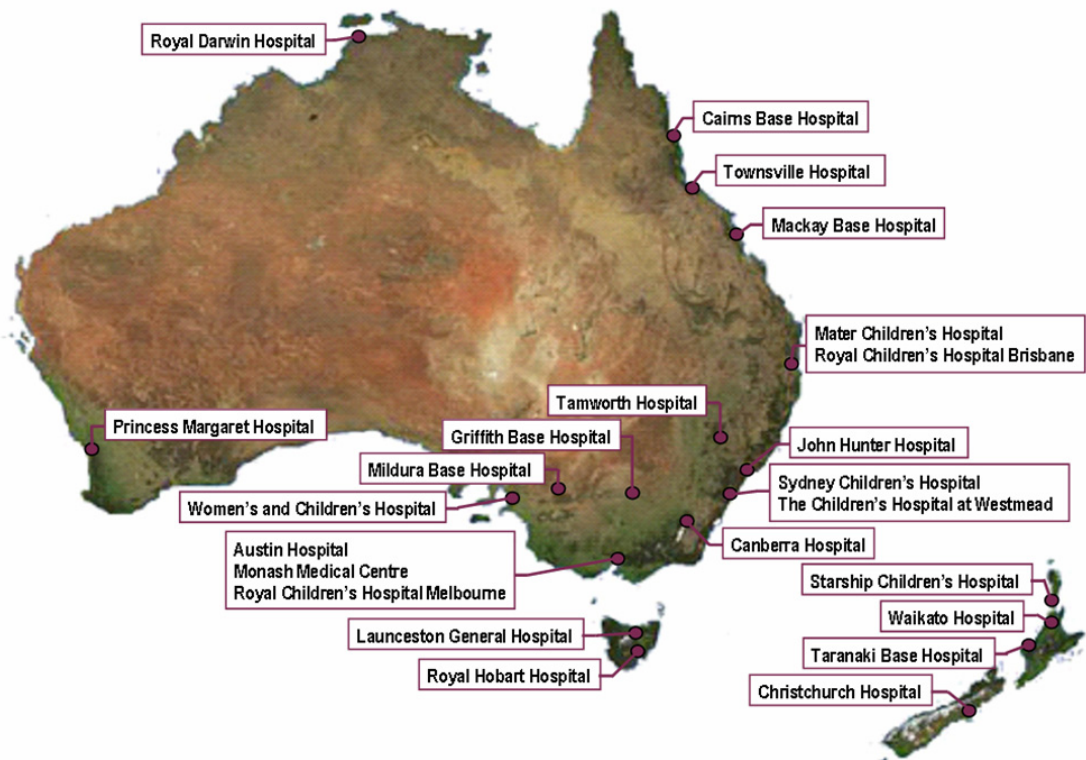 Royal Darwin Hospital
Cairns Base Hospital
Townsville Hospital
Mackay Base Hospital
Mater Children's Hospital
Royal Children's Hospital Brisbane
Tamworth Hospital
Princess Margaret Hospital
Griffith Base Hospital
John Hunter Hospital
Mildura Base Hospital
Sydney Children's Hospital
The Children's Hospital at Westmead
Women's and Children's Hospital
Canberra Hospital
Austin Hospital
Monash Medical Centre
Royal Children's Hospital Melbourne
Starship Children's Hospital
Waikato Hospital
Launceston General Hospital
Taranaki Base Hospital
Royal Hobart Hospital
Christchurch Hospital